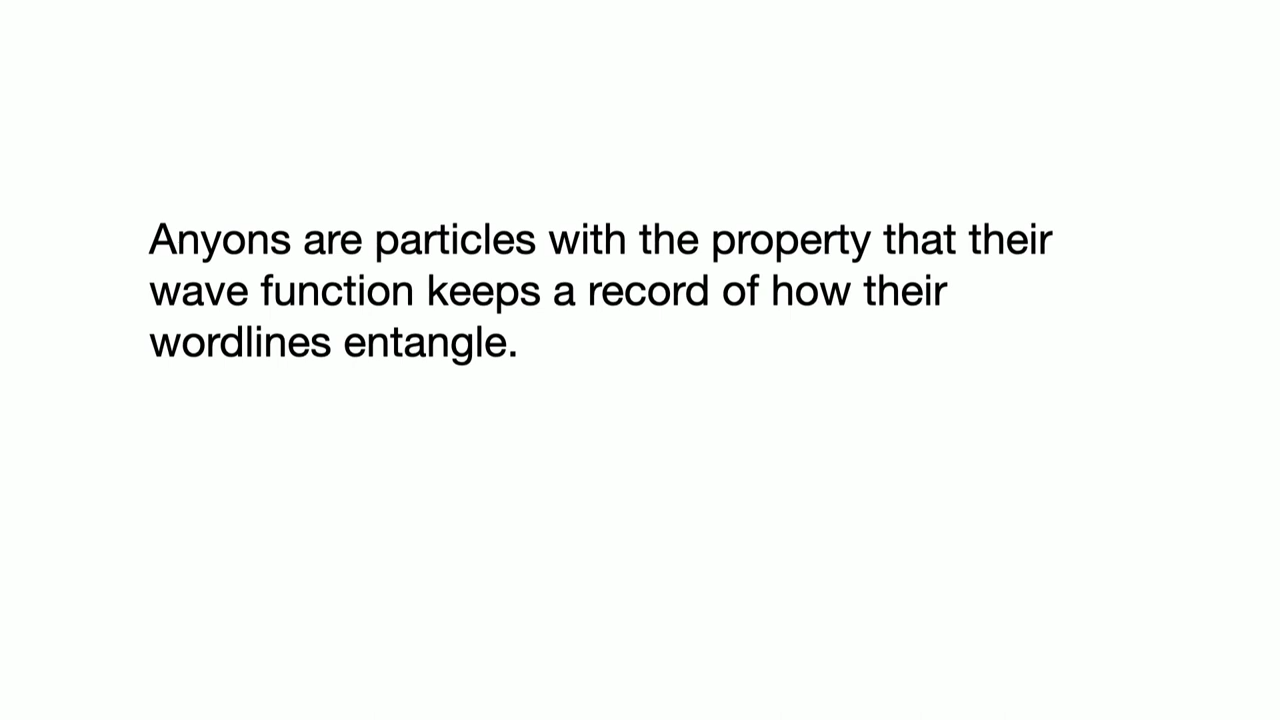 Anyons are particles with the property that their
wave function keeps a record of how their
wordlines entangle.